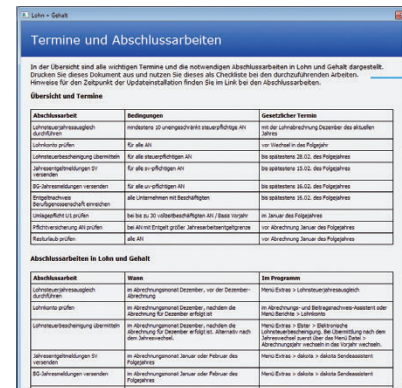 Lohn + Gehalt
Termine und Abschlussarbeiten
In der Übersicht sind alle wichtigen Termine und die notwendigen Abschlussarbeiten in Lohn und Gehalt dargestellt.
Drucken Sie dieses Dokument aus und nutzen Sie dieses als Checkliste bei den durchzuführenden Arbeiten.
Hinweise für den Zeitpunkt der Updateinstallation finden Sie im Link bei den Abschlussarbeiten.
Übersicht und Termine
Abschlussarbeit Bedingungen Gesetzlicher Termin
Lohnsteuerjahresausgleich durchführen mindestens 10 uneingeschränkt steuerpflichtige AN mit der Lohnabrechnung Dezember des aktuellen Jahres
Lohnkonto prüfen für alle AN vor Wechsel in das Folgejahr
Lohnsteuerbescheinigung übermitteln für alle steuerpflichtigen AN bis spätestens 28.02. des Folgejahres
Jahresentgeltmeldungen SV versenden für alle sv-pflichtigen AN bis spätestens 15.02. des Folgejahres
BG-Jahresmeldungen versenden für alle uv-pflichtigen AN bis spätestens 16.02. des Folgejahres
Entgeltnachweis Berufsgenossenschaft einreichen alle Unternehmen mit Beschäftigten bis spätestens 16.02. des Folgejahres
Umlagepflicht U1 prüfen bei bis zu 30 vollzeitbeschäftigten AN / Basis Vorjahr im Januar des Folgejahres
Pflichtversicherung AN prüfen bei AN mit Entgelt größer Jahresarbeitsentgeltgrenze vor Abrechnung Januar des Folgejahres
Resturlaub prüfen alle AN vor Abrechnung Januar des Folgejahres
Abschlussarbeiten in Lohn und Gehalt
Abschlussarbeit Wann Im Programm
Lohnsteuerjahresausgleich durchführen im Abrechnungsmonat Dezember, vor der Dezember-Abrechnung Menü Extras > Lohnsteuerjahresausgleich
Lohnkonto prüfen im Abrechnungsmonat Dezember, nachdem die Abrechnung für Dezember erfolgt ist im Abrechnungs- und Beitragsnachweis-Assistent oder Menü Berichte > Lohnkonto
Lohnsteuerbescheinigung übermitteln im Abrechnungsmonat Dezember, nachdem die Abrechnung für Dezember erfolgt ist. Alternativ nach dem Jahreswechsel. Menü Extras > Elster > Elektronische Lohnsteuerbescheinigung. Bei Übermittlung nach dem Jahreswechsel zuerst über das Menü Datei > Abrechnungsjahr wechseln in das Vorjahr wechseln.
Jahresentgeltmeldungen SV versenden im Abrechnungsmonat Januar oder Februar des Folgejahres Menü Extras > dakota > dakota Sendeassistent
BG-Jahresmeldungen versenden im Abrechnungsmonat Januar oder Februar des Folgejahres Menü Extras > dakota > dakota Sendeassistent